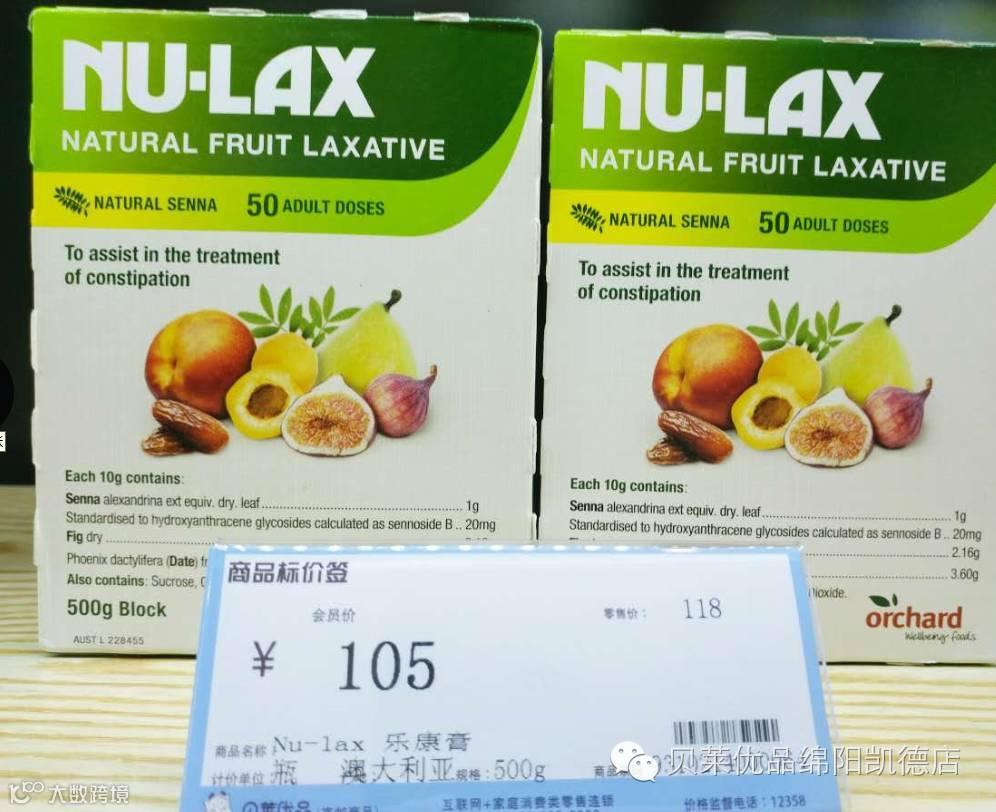 NU-LAX
NATURAL FRUIT LAXATIVE
NATURAL SENNA 50 ADULT DOSES
To assist in the treatment
of constipation
Each 10g contains:
Senna alexandrina ext equiv. dry. leaf 1g
Standardised to hydroxyanthracene glycosides calculated as sennoside B .. 20mg
Fig dry
Phoenix dactylifera (Date)
Also contains: Sucrose,
500g Block
AUST L 228455
NU-LAX
NATURAL FRUIT LAXATIVE
NATURAL SENNA 50 ADULT DOSES
To assist in the treatment
of constipation
Each 10g contains:
Senna alexandrina ext equiv. dry. leaf 1g
Standardised to hydroxyanthracene glycosides calculated as sennoside B .. 20mg
2.16g
3.60g
orchard
Wellbeing foods
商品标价签
会员价 零售价: 118
¥ 105
商品名称 Nu-lax 乐康膏
计价单位 瓶 澳大利亚 规格: 500g
互联网+家庭消费类零售连锁 价格监督电话: 12358
贝莱优品绵阳凯德店
大数跨境